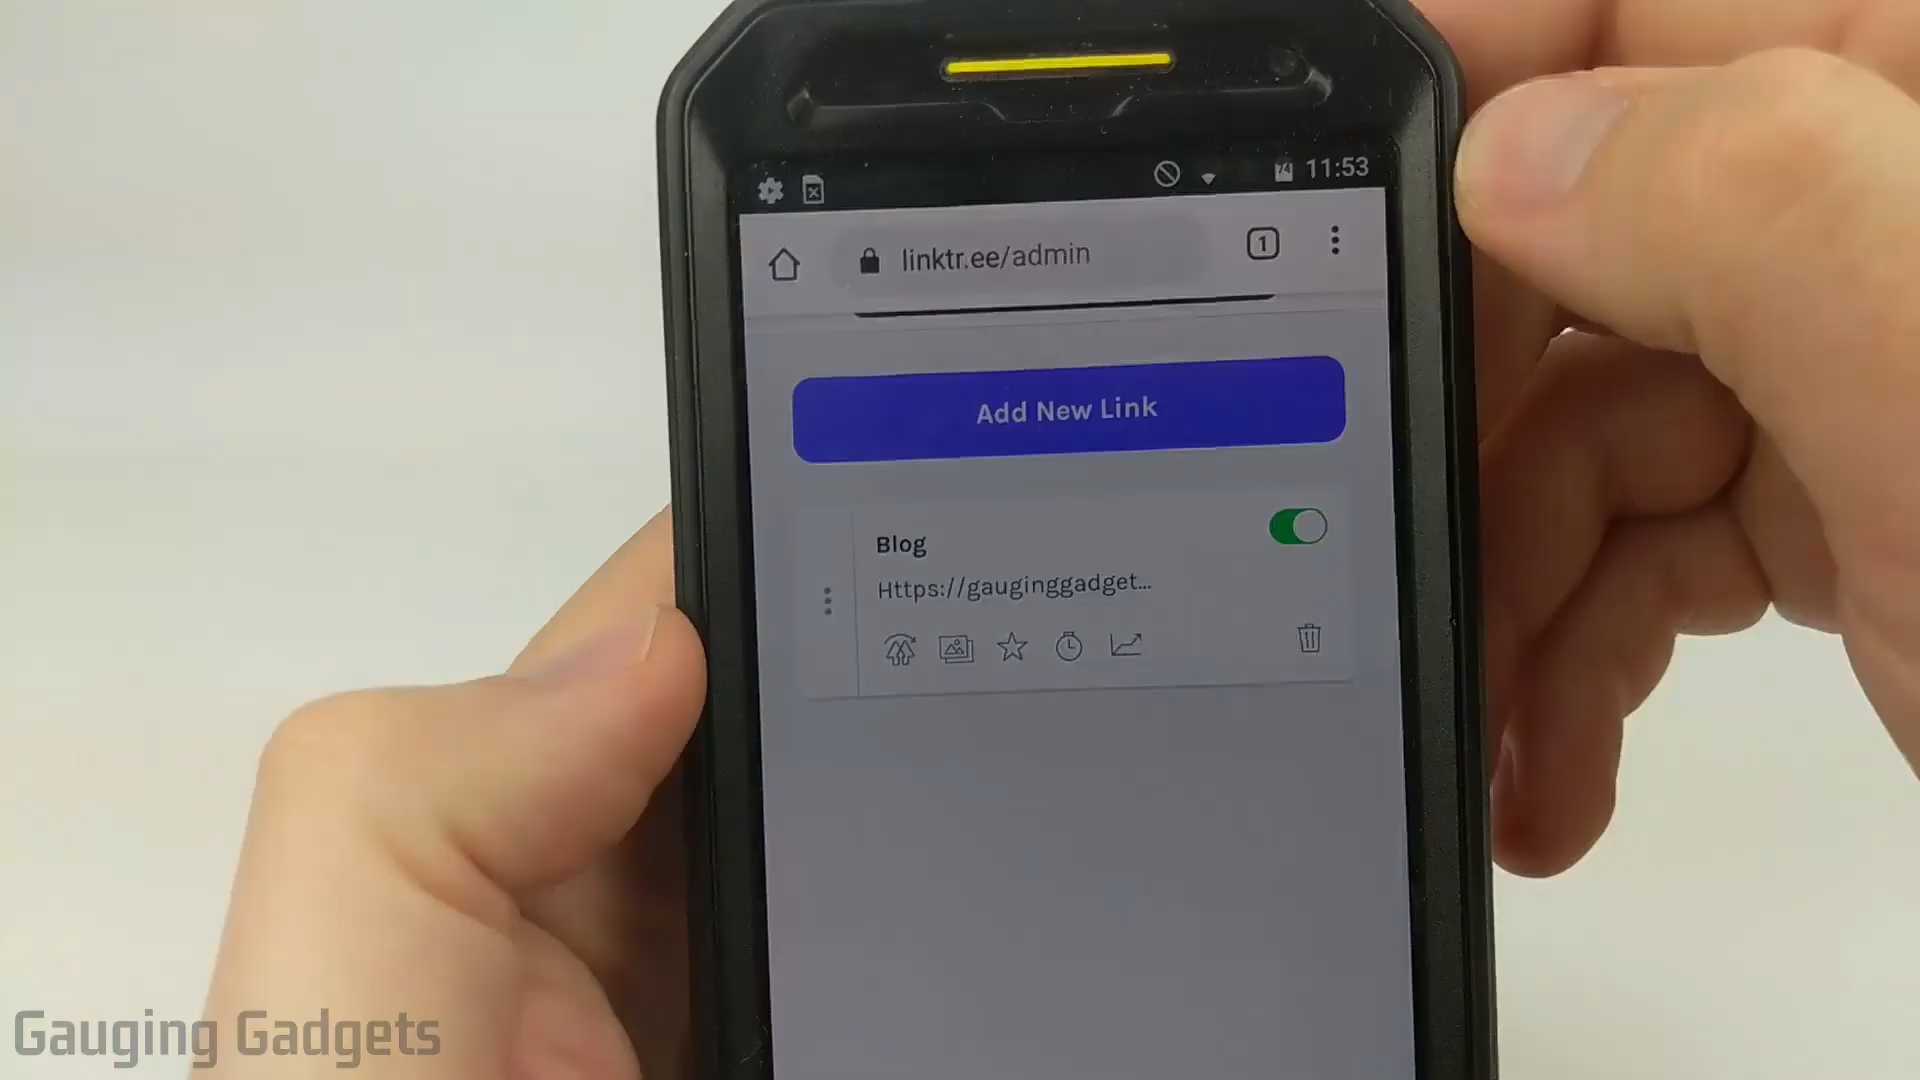 11:53
linktr.ee/admin
1
Add New Link
Blog
Https://gauginggadget...
Gauging Gadgets